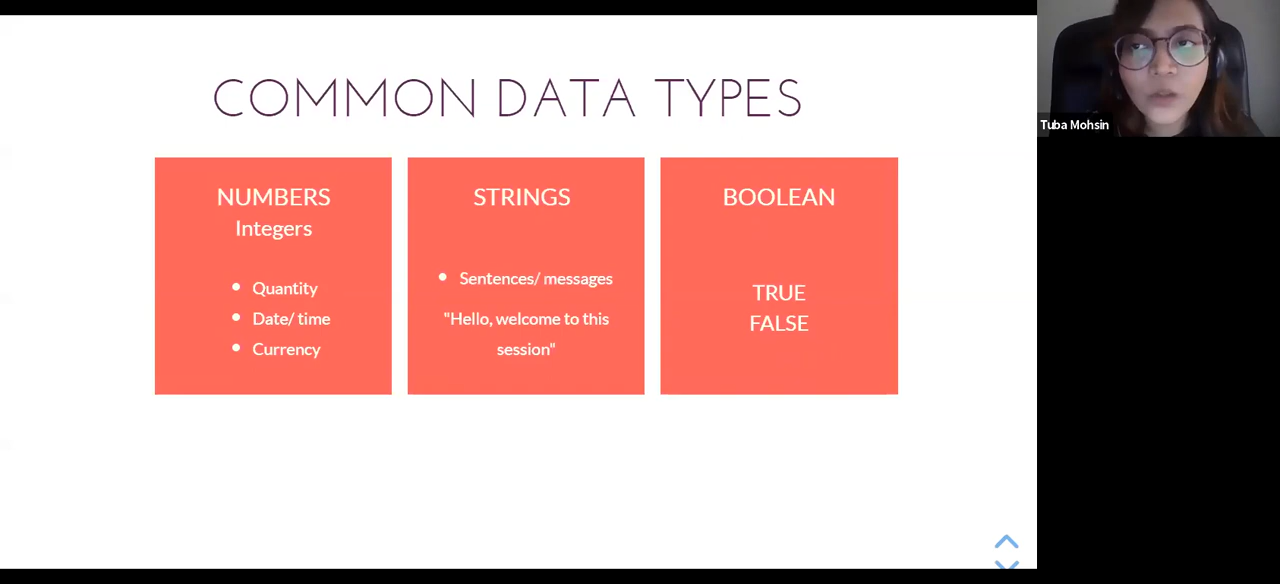 COMMON DATA TYPES
NUMBERS
Integers
Quantity
Date/ time
Currency
STRINGS
Sentences/ messages
"Hello, welcome to this
session"
BOOLEAN
TRUE
FALSE
Tuba Mohsin